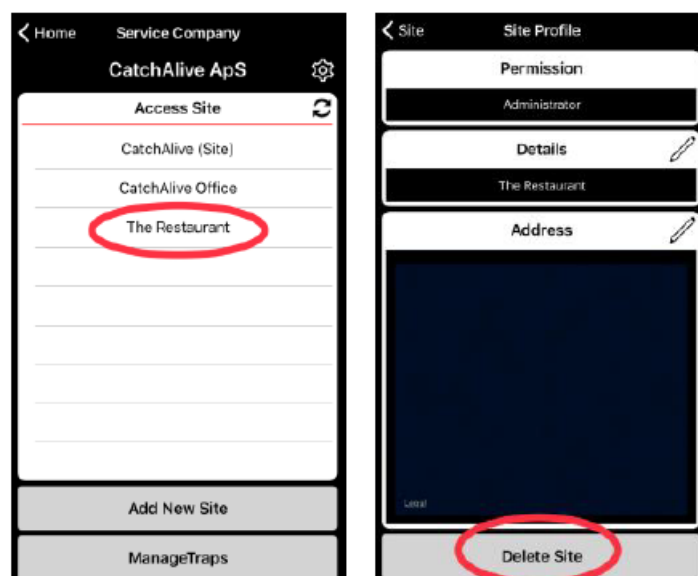 Home Service Company
CatchAlive ApS
Access Site
CatchAlive (Site)
CatchAlive Office
The Restaurant
Add New Site
ManageTraps
Site Site Profile
Permission
Administrator
Details
The Restaurant
Address
Legal
Delete Site